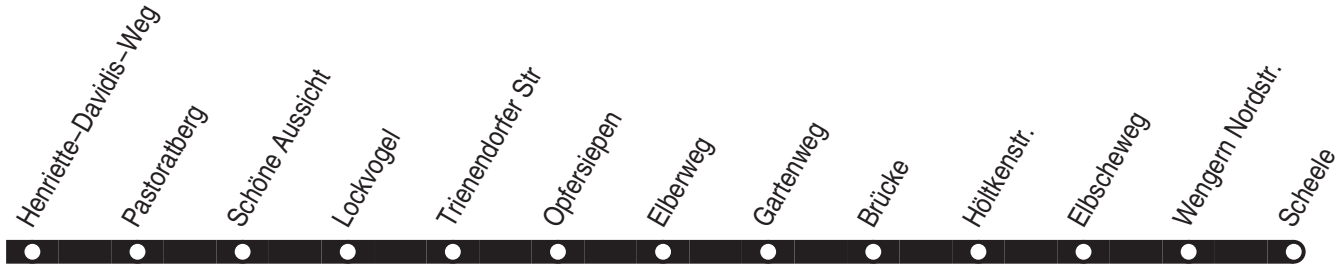 Henriette–Davidis–Weg
Pastoratberg
Schöne Aussicht
Lockvogel
Trienendorfer Str
Opfersiepen
Elberweg
Gartenweg
Brücke
Höltkenstr.
Elbscheweg
Wengern Nordstr.
Scheele